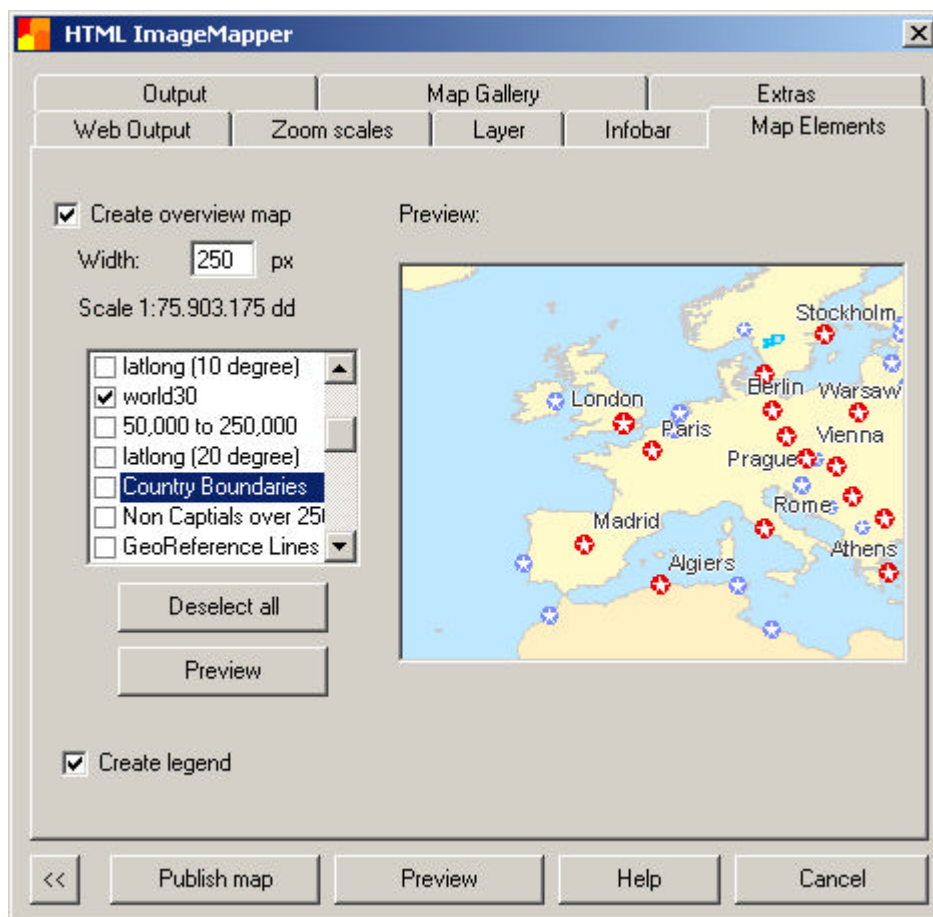 HTML ImageMapper
Output
Map Gallery
Extras
Web Output
Zoom scales
Layer
Infobar
Map Elements
Create overview map
Width: 250 px
Scale 1:75.903.175 dd
latlong (10 degree)
world30
50,000 to 250,000
latlong (20 degree)
Country Boundaries
Non Captials over 25
GeoReference Lines
Deselect all
Preview
Create legend
Preview:
Stockholm
London
Berlin
Warsaw
Paris
Vienna
Prague
Rome
Madrid
Algiers
Athens
<<
Publish map
Preview
Help
Cancel